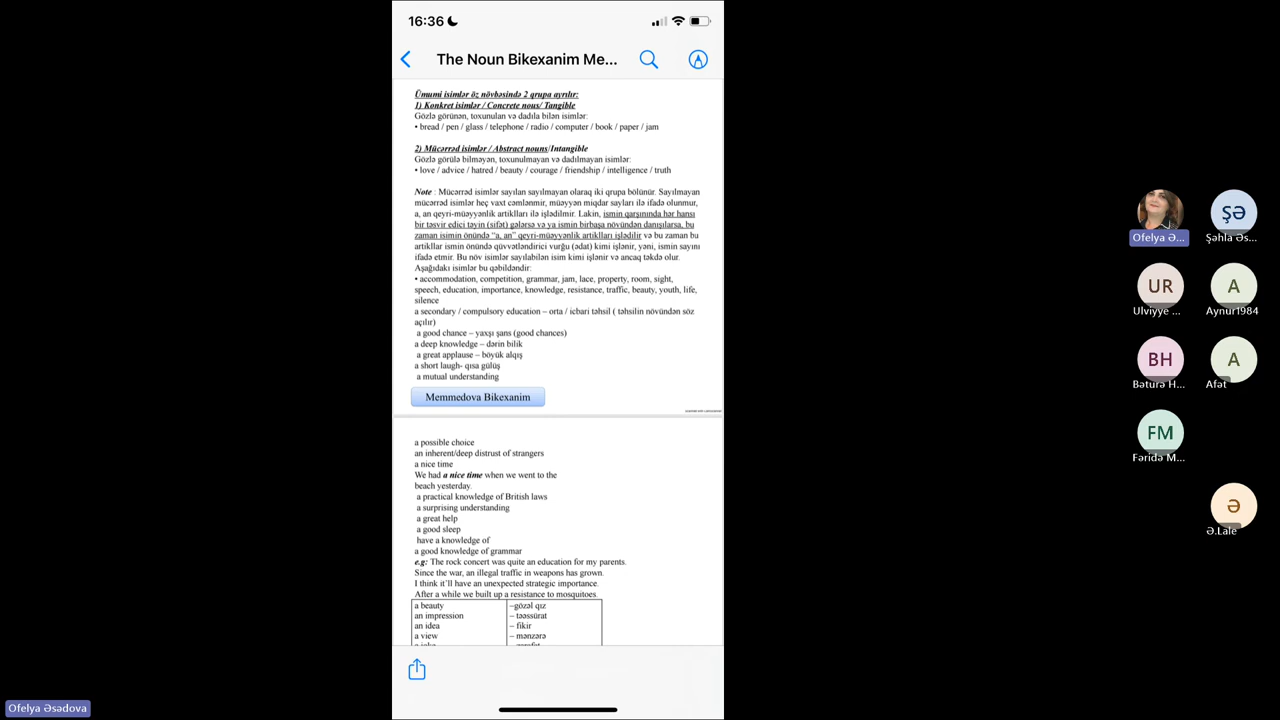 16:36
The Noun Bikexanim Me...
Ümumi isimlər öz növbəsində 2 qrupa ayrılır:
1) Konkret isimlər / Concrete nous/ Tangible
Gözlə görünən, toxunulan və dadıla bilən isimlər:
• bread / pen / glass / telephone / radio / computer / book / paper / jam
2) Mücərrəd isimlər / Abstract nouns/Intangible
Gözlə görülə bilməyən, toxunulmayan və dadılmayan isimlər:
• love / advice / hatred / beauty / courage / friendship / intelligence / truth
Note : Mücərrəd isimlər sayılan sayılmayan olaraq iki qrupa bölünür. Sayılmayan
mücərrəd isimlər heç vaxt cəmlənmir, müəyyən miqdar sayları ilə ifadə olunmur,
a, an qeyri-müəyyənlik artiklları ilə işlədilmir. Lakin, ismin qarşınında hər hansı
bir təsvir edici təyin (sifət) gələrsə və ya ismin birbaşa növündən danışılarsa, bu
zaman isimin önündə “a, an” qeyri-müəyyənlik artiklları işlədilir və bu zaman bu
artikllar ismin önündə qüvvətləndirici vurğu (ədat) kimi işlənir, yəni, ismin sayını
ifadə etmir. Bu növ isimlər sayılabilən isim kimi işlənir və ancaq təkdə olur.
Aşağıdakı isimlər bu qəbildəndir:
• accommodation, competition, grammar, jam, lace, property, room, sight,
speech, education, importance, knowledge, resistance, traffic, beauty, youth, life,
silence
a secondary / compulsory education – orta / icbari təhsil ( təhsilin növündən söz
açılır)
a good chance – yaxşı şans (good chances)
a deep knowledge – dərin bilik
a great applause – böyük alqış
a short laugh- qısa gülüş
a mutual understanding
Memmedova Bikexanim
a possible choice
an inherent/deep distrust of strangers
a nice time
We had a nice time when we went to the
beach yesterday.
a practical knowledge of British laws
a surprising understanding
a great help
a good sleep
have a knowledge of
a good knowledge of grammar
e.g: The rock concert was quite an education for my parents.
Since the war, an illegal traffic in weapons has grown.
I think it’ll have an unexpected strategic importance.
After a while we built up a resistance to mosquitoes.
a beauty –gözəl qız
an impression – təəssürat
an idea – fikir
a view – mənzərə
Ofelya Ə...
Şəhla Əs...
UR
Ulviyye ...
A
Aynur1984
BH
Bəturə H...
A
Afət
FM
Fəridə M...
Ə
Ə.Lale
ŞƏ
Ofelya Əsədova